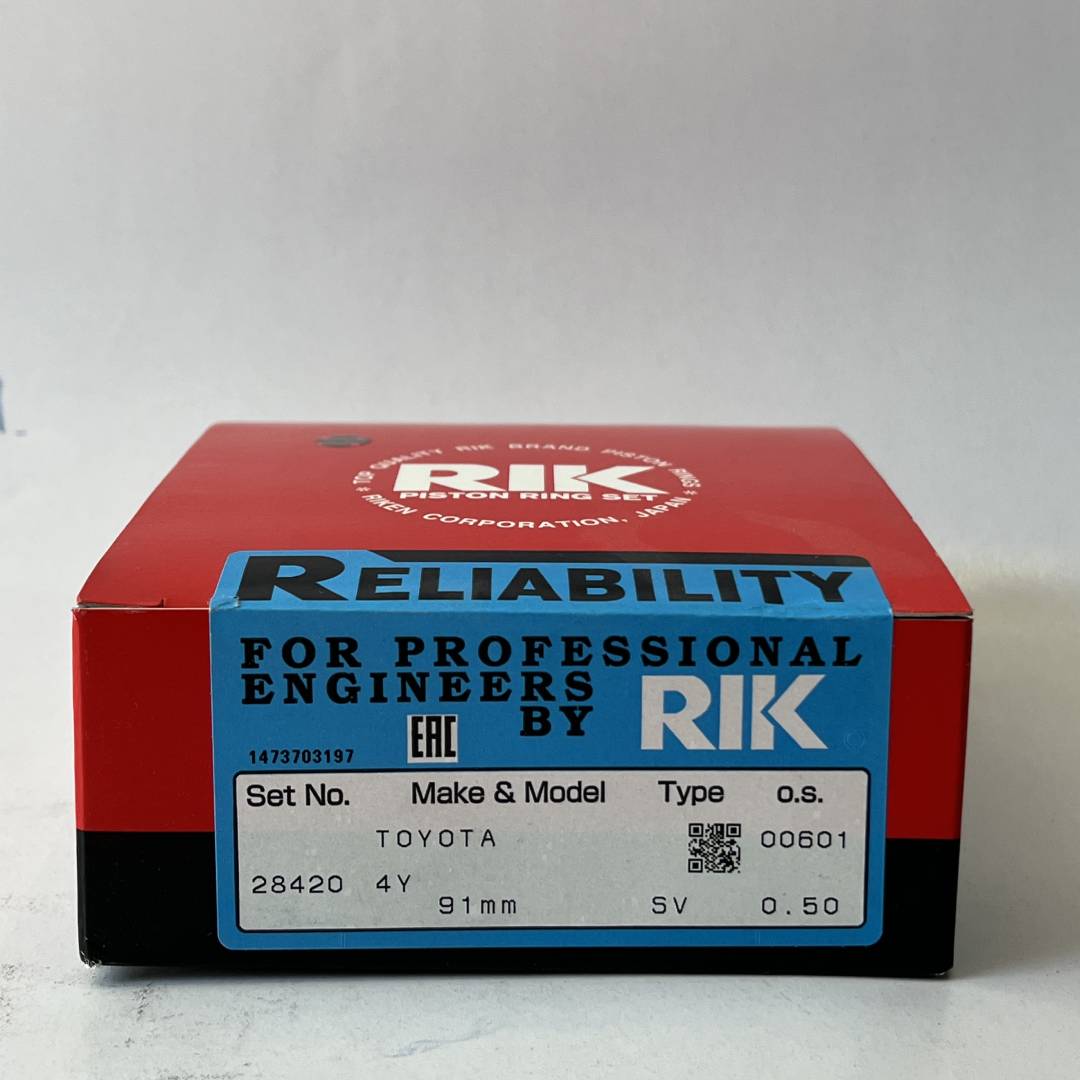 * TOP QUALITY RIK BRAND PISTON RINGS *
RIK
PISTON RING SET
RIKEN CORPORATION, JAPAN
RELIABILITY
FOR PROFESSIONAL
ENGINEERS
BY RIK
EAC
1473703197
Set No. Make & Model Type o.s.
TOYOTA 00601
28420 4Y
91mm SV 0.50